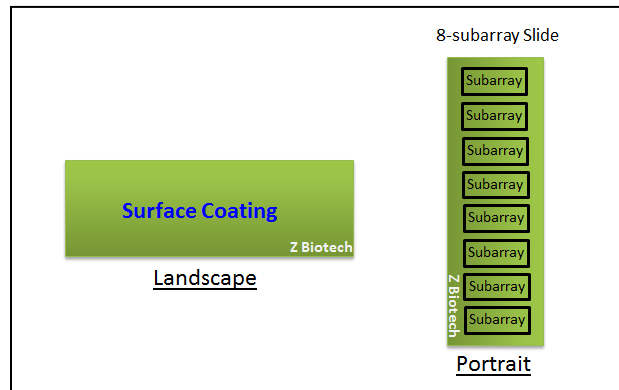 8-subarray Slide
Subarray
Subarray
Subarray
Subarray
Subarray
Subarray
Subarray
Subarray
Z Biotech
Portrait
Surface Coating
Z Biotech
Landscape